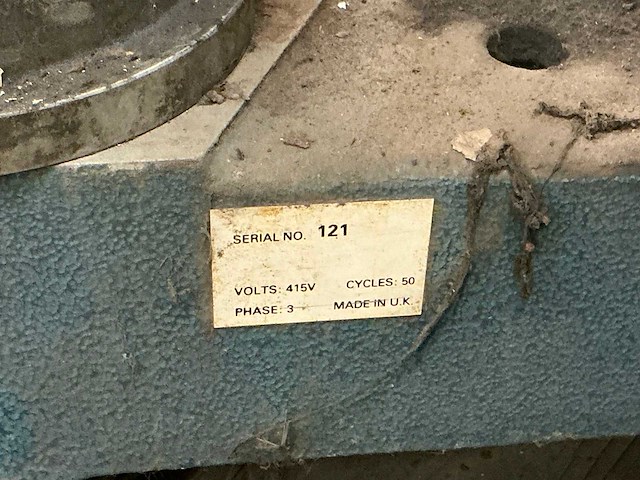 SERIAL NO. 121
VOLTS: 415V CYCLES: 50
PHASE: 3 MADE IN U.K.